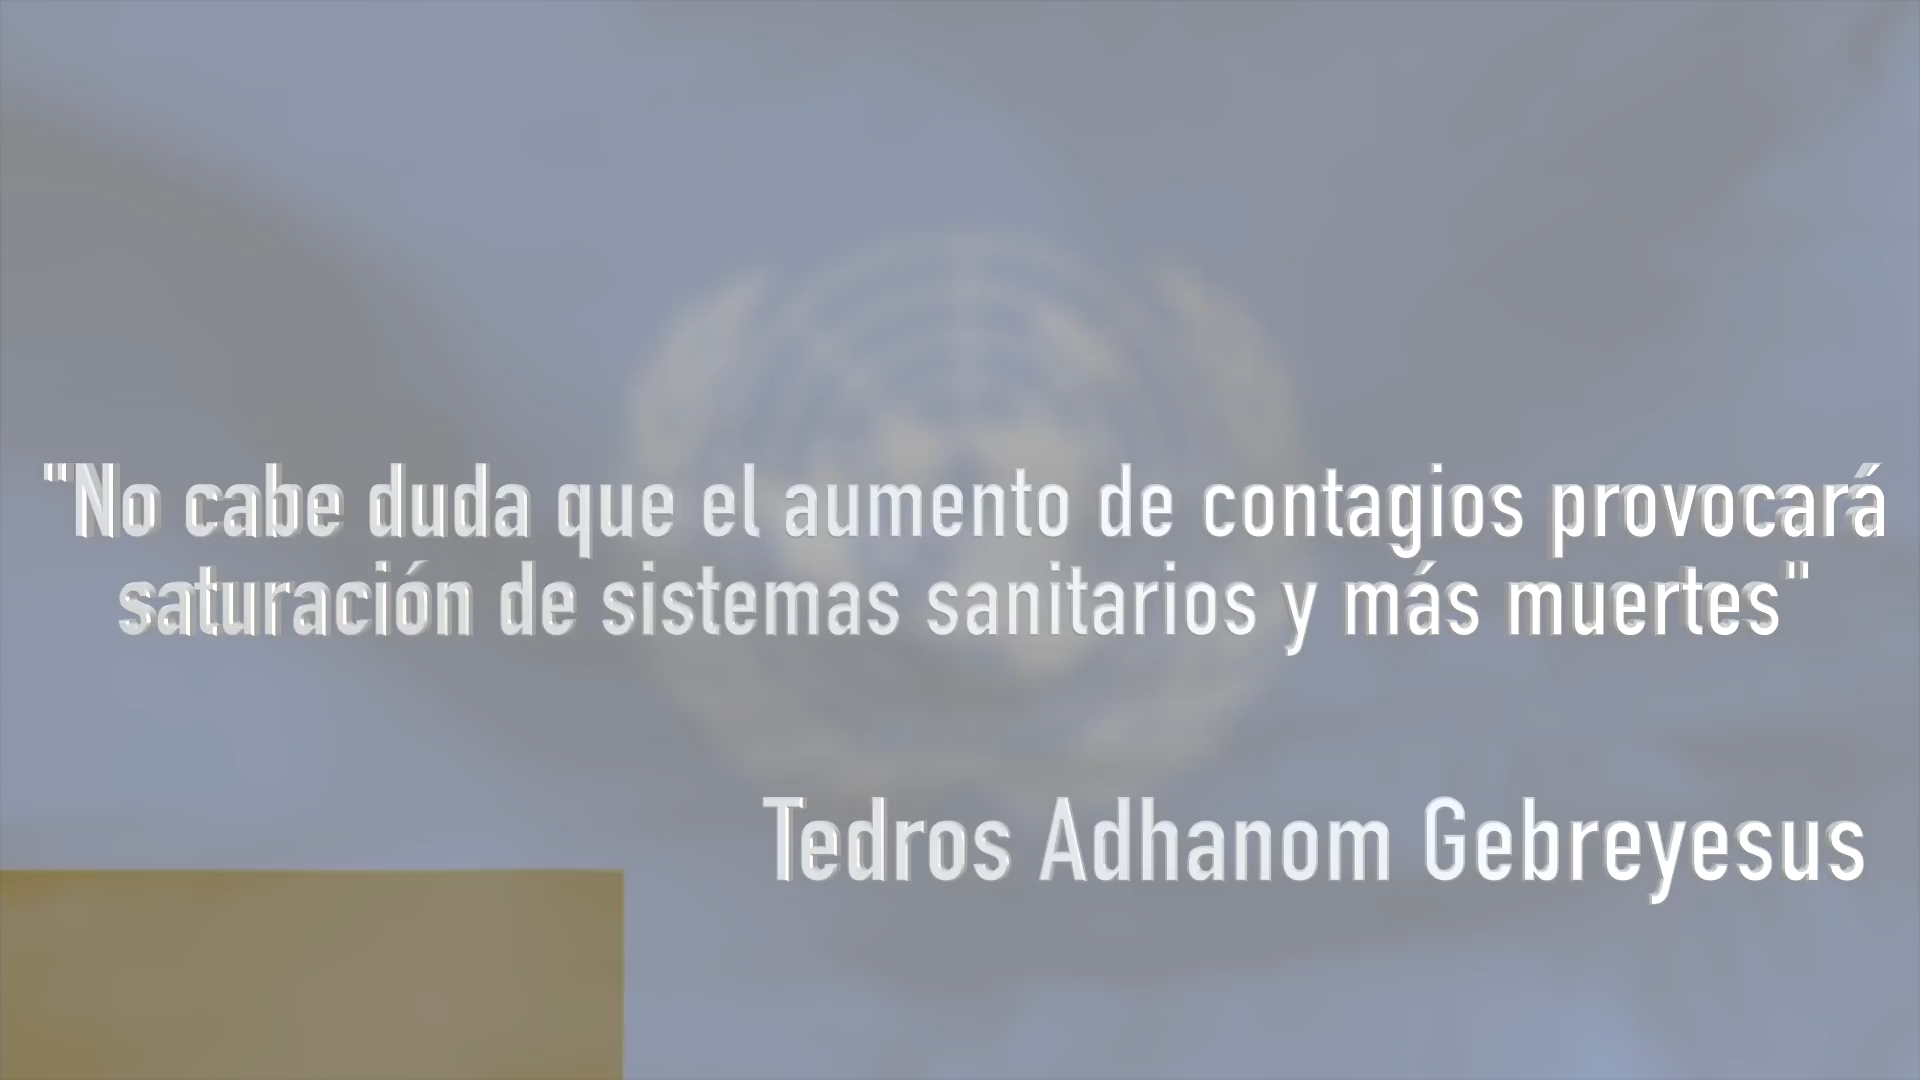 "No cabe duda que el aumento de contagios provocará
saturación de sistemas sanitarios y más muertes"
Tedros Adhanom Gebreyesus